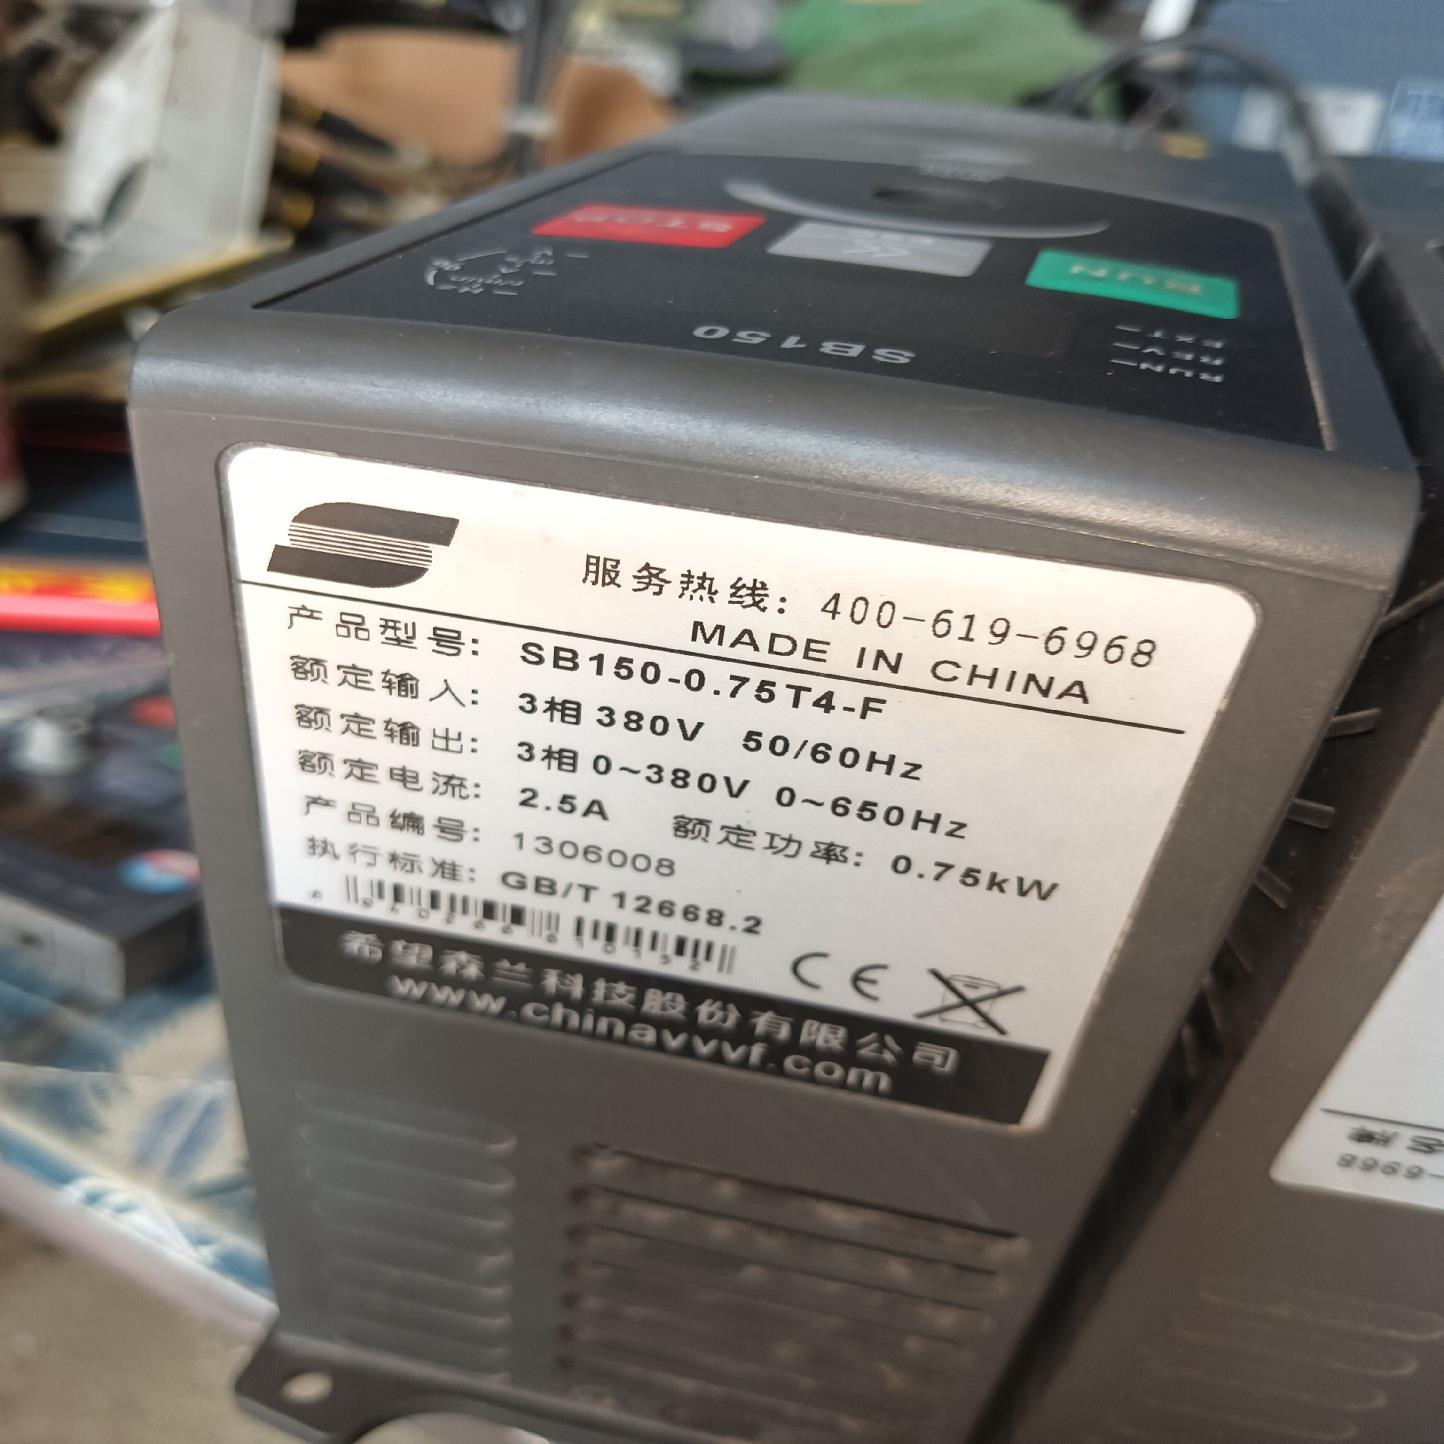 STOP
RUN
SB150
RUN
REV
EXT
服务热线: 400-619-6968
MADE IN CHINA
产品型号: SB150-0.75T4-F
额定输入: 3相 380V 50/60Hz
额定输出: 3相 0~380V 0~650Hz
额定电流: 2.5A 额定功率: 0.75kW
产品编号: 1306008
执行标准: GB/T 12668.2
CE
希望森兰科技股份有限公司
www.chinavvvf.com
名牌
-6968